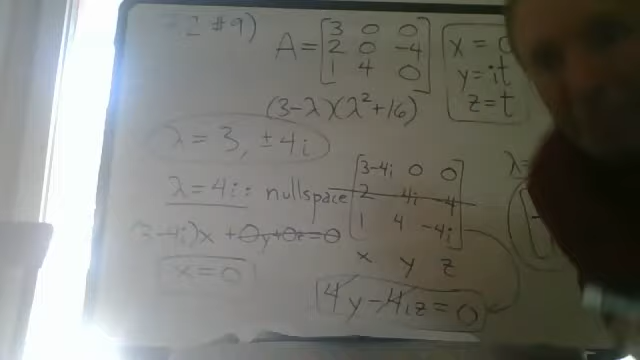 #9)
A = [3 0 0
2 0 -4
1 4 0]
x = 0
y = it
z = t
(3-λ)(λ²+16)
λ = 3, ±4i
λ = 4i: nullspace
[3-4i 0 0
2 -4i -4
1 4 -4i]
x y z
(3-4i)x + 0y + 0z = 0
x = 0
4y - 4iz = 0
λ=